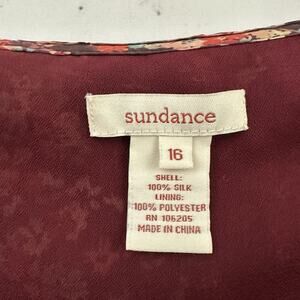 sundance
16
SHELL:
100% SILK
LINING:
100% POLYESTER
RN 106205
MADE IN CHINA